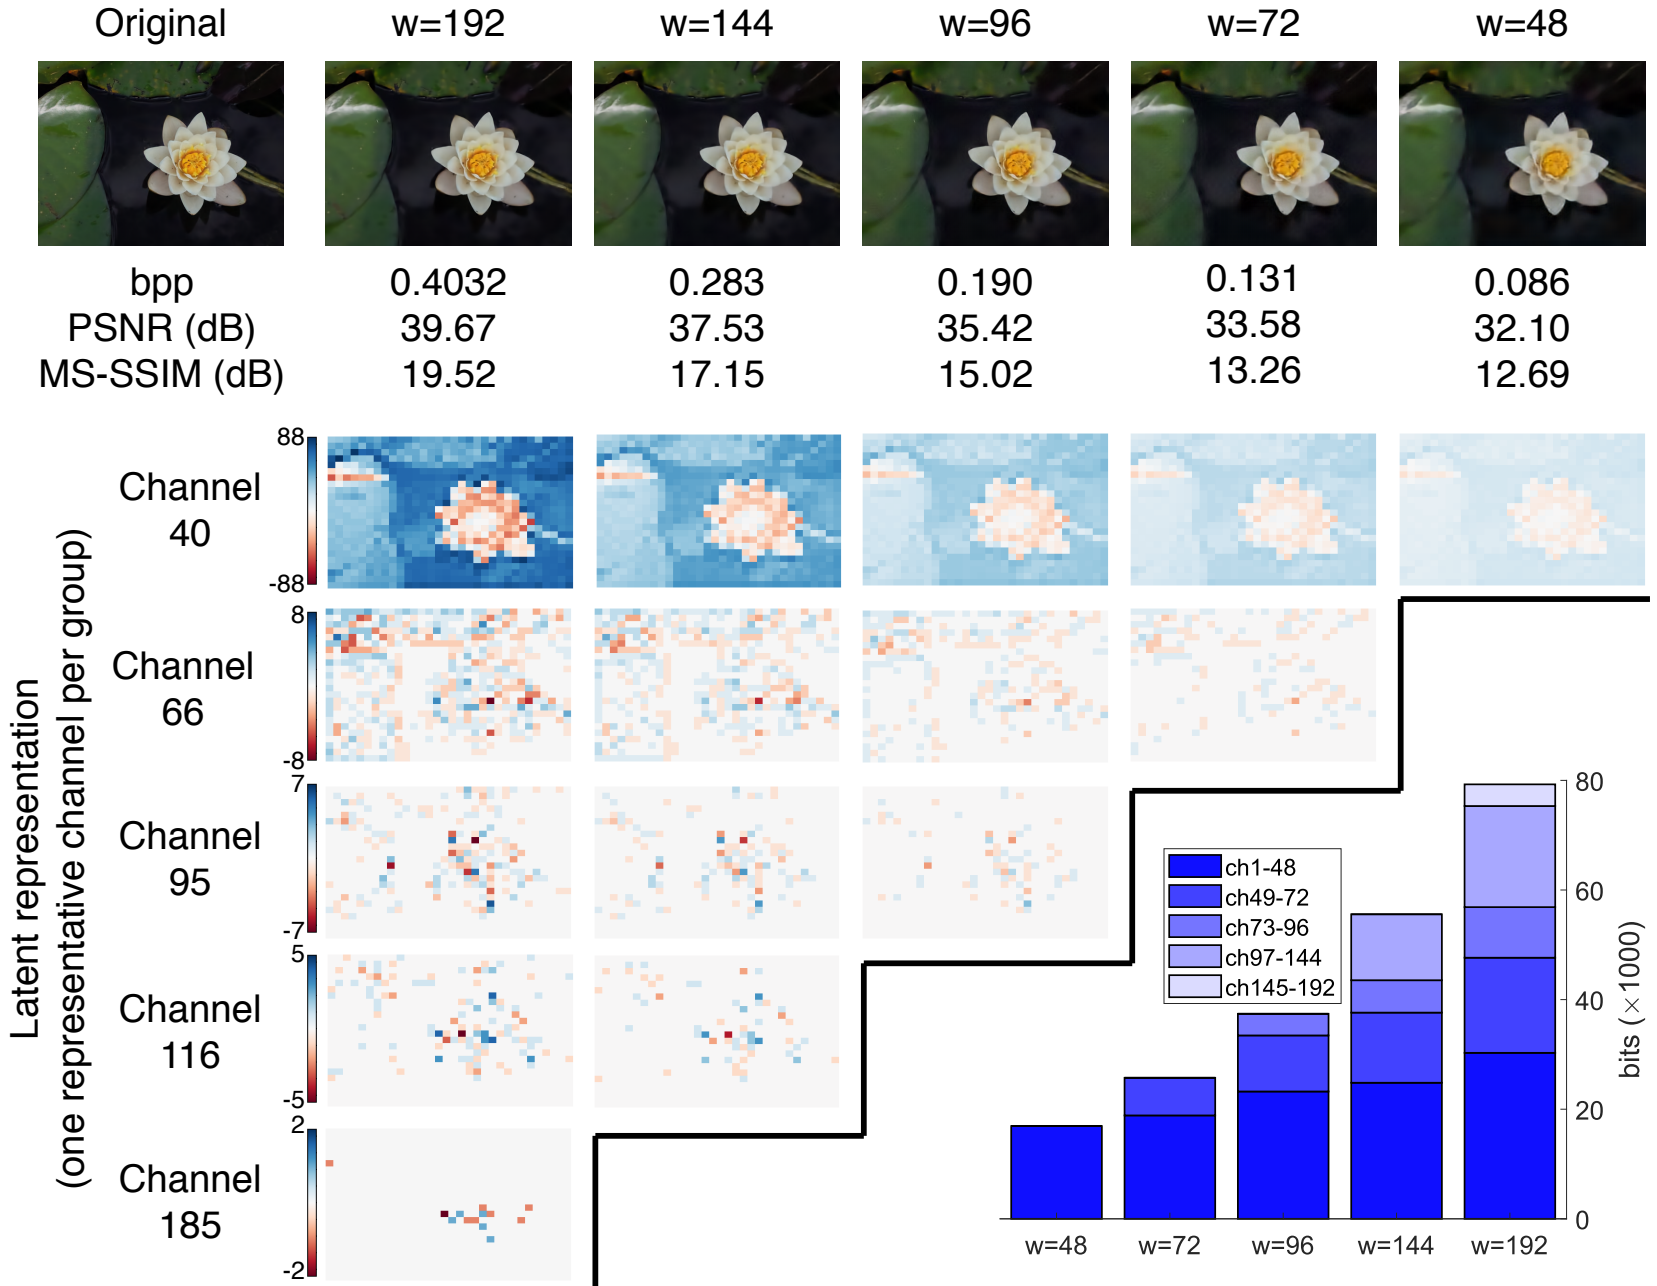 Original w=192 w=144 w=96 w=72 w=48
bpp 0.4032 0.283 0.190 0.131 0.086
PSNR (dB) 39.67 37.53 35.42 33.58 32.10
MS-SSIM (dB) 19.52 17.15 15.02 13.26 12.69
Latent representation
(one representative channel per group)
88
Channel
40
-88
8
Channel
66
-8
7
Channel
95
-7
5
Channel
116
-5
2
Channel
185
-2
ch1-48
ch49-72
ch73-96
ch97-144
ch145-192
80
60
40
20
0
bits (×1000)
w=48 w=72 w=96 w=144 w=192